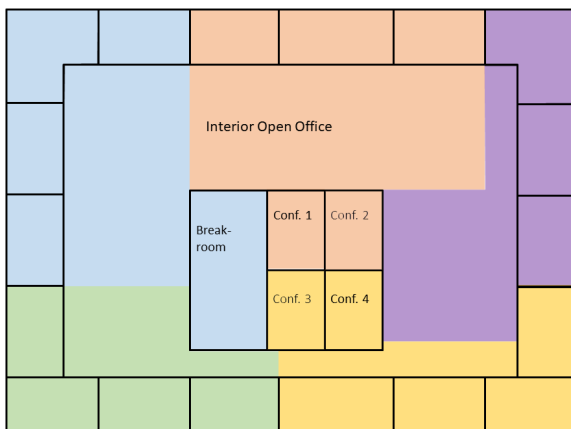 Interior Open Office
Conf. 1
Conf. 2
Break-
room
Conf. 3
Conf. 4